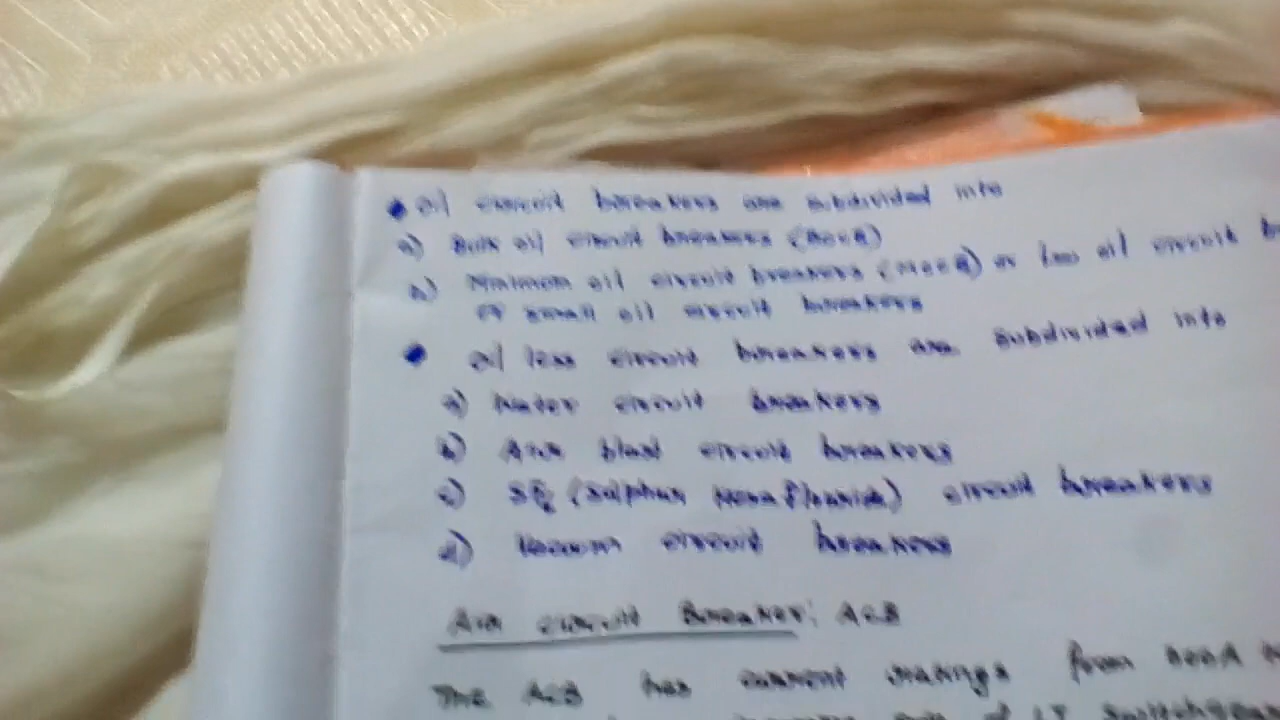 • Oil circuit breakers are subdivided into
a) Bulk oil circuit breakers (BOCB)
b) Minimum oil circuit breakers (MOCB) or low oil circuit
or small oil circuit breakers
• Oil less circuit breakers are subdivided into
a) Water circuit breakers
b) Air blast circuit breakers
c) SF6 (Sulphur Hexafluoride) circuit breakers
d) Vacuum circuit breakers
Air circuit Breaker: ACB
The ACB has current ratings from
of LT Switchgear